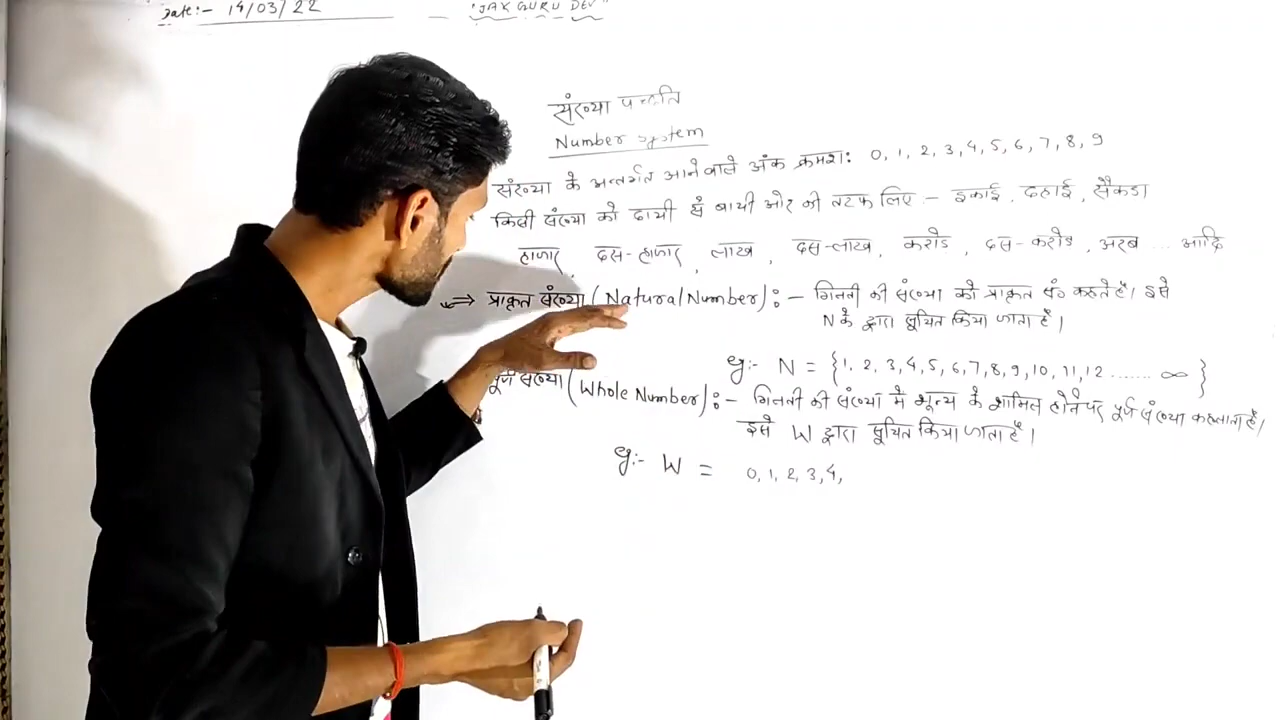 Date:- 14/03/22
"JAY GURU DEV"
संख्या पद्धति
Number system
संख्या के अन्तर्गत आने वाले अंक क्रमश: 0, 1, 2, 3, 4, 5, 6, 7, 8, 9
किसी संख्या को दायी से बायी ओर की तरफ लिए - इकाई, दहाई, सैकडा
हाजार, दस-हाजार, लाख, दस-लाख, करोड, दस-करोड, अरब ... आदि
⇒ प्राकृत संख्या (Natural Number) : - गिनती की संख्या को प्राकृत सं० कहते है। इसे
N के द्वारा सूचित किया जाता है।
eg:- N = {1, 2, 3, 4, 5, 6, 7, 8, 9, 10, 11, 12 ....... ∞ }
पूर्ण संख्या (Whole Number) : - गिनती की संख्या में शून्य के शामिल होने पर पूर्ण संख्या कहलाता है।
इसे W द्वारा सूचित किया जाता है।
eg:- W = 0, 1, 2, 3, 4,